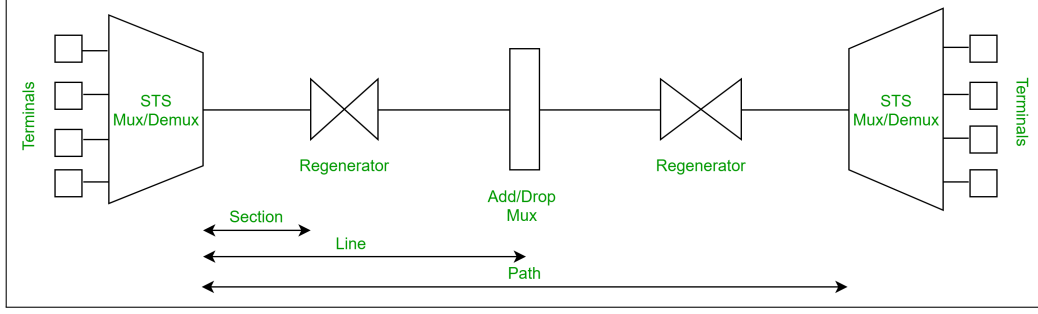 Terminals
STS
Mux/Demux
Regenerator
Add/Drop
Mux
Regenerator
STS
Mux/Demux
Terminals
Section
Line
Path